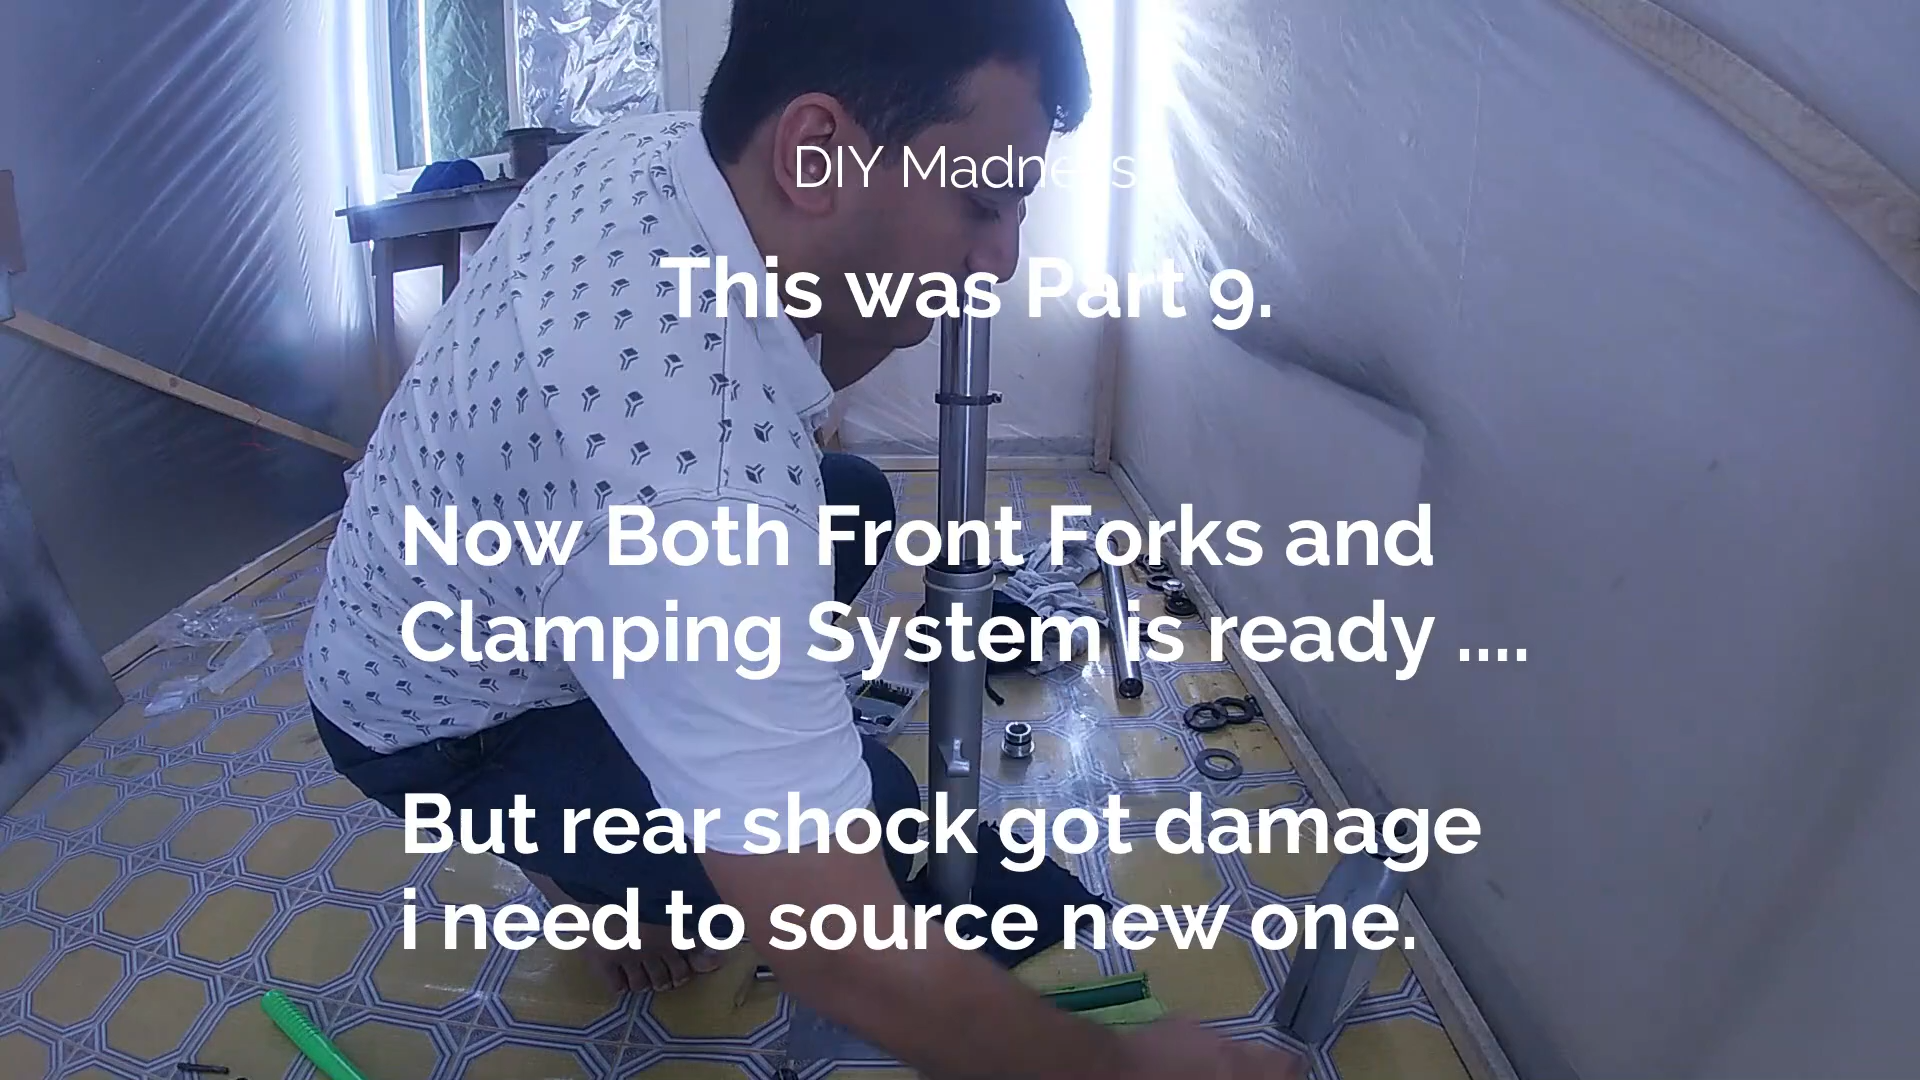 DIY Madness
This was Part 9.
Now Both Front Forks and
Clamping System is ready ....
But rear shock got damage
i need to source new one.